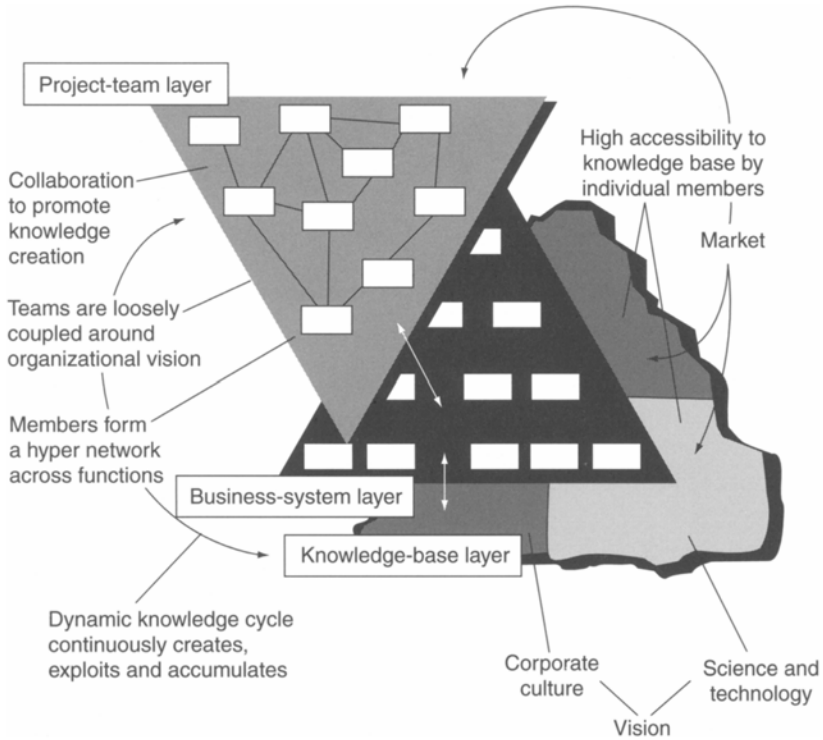 Project-team layer
High accessibility to
knowledge base by
individual members
Collaboration
to promote
knowledge
creation
Market
Teams are loosely
coupled around
organizational vision
Members form
a hyper network
across functions
Business-system layer
Knowledge-base layer
Dynamic knowledge cycle
continuously creates,
exploits and accumulates
Corporate
culture
Science and
technology
Vision